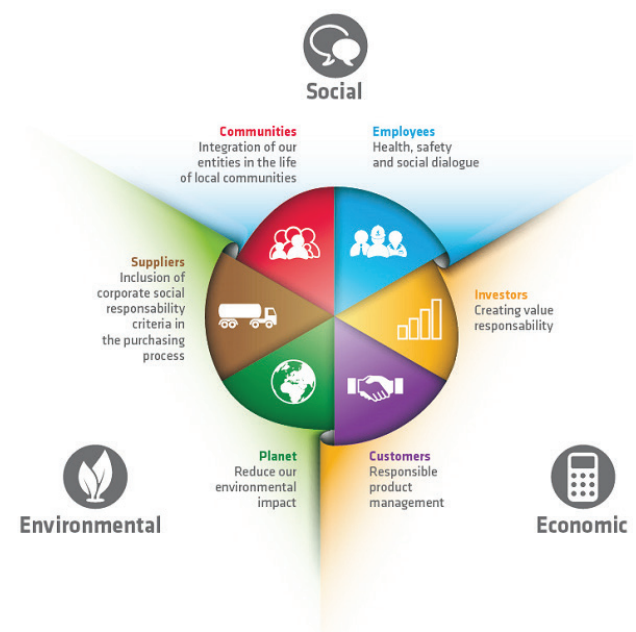 Social
Communities
Integration of our
entities in the life
of local communities
Employees
Health, safety
and social dialogue
Suppliers
Inclusion of
corporate social
responsability
criteria in
the purchasing
process
Investors
Creating value
responsability
Planet
Reduce our
environmental
impact
Customers
Responsible
product
management
Environmental
Economic